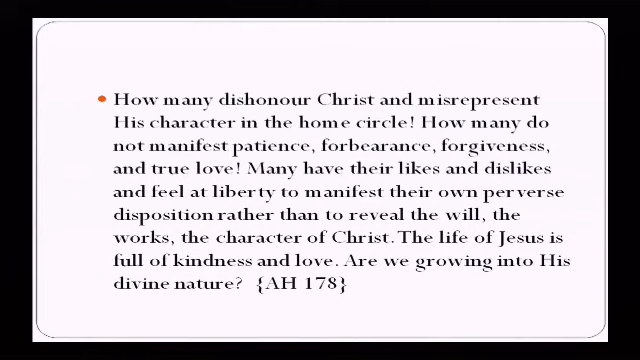 How many dishonour Christ and misrepresent
His character in the home circle! How many do
not manifest patience, forbearance, forgiveness,
and true love! Many have their likes and dislikes
and feel at liberty to manifest their own perverse
disposition rather than to reveal the will, the
works, the character of Christ. The life of Jesus is
full of kindness and love. Are we growing into His
divine nature? {AH 178}